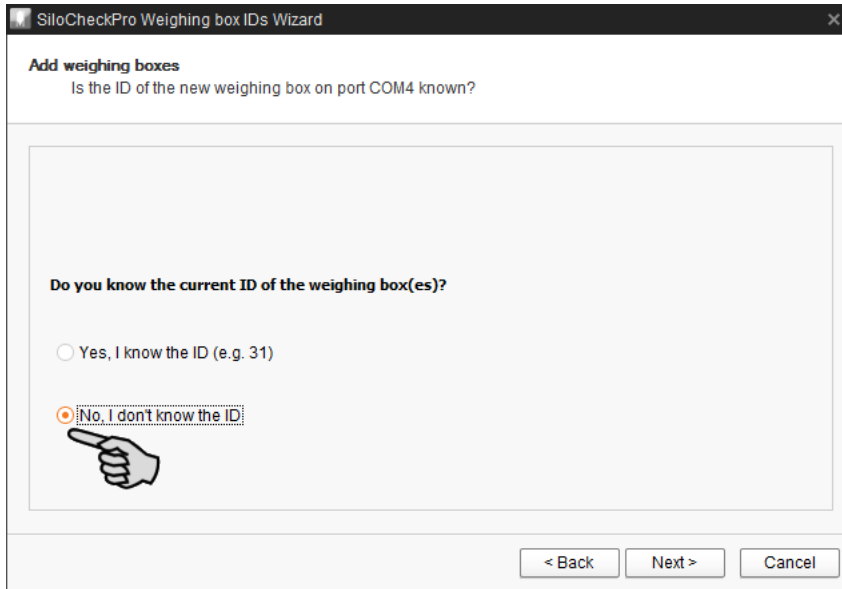 SiloCheckPro Weighing box IDs Wizard
Add weighing boxes
Is the ID of the new weighing box on port COM4 known?
Do you know the current ID of the weighing box(es)?
Yes, I know the ID (e.g. 31)
No, I don't know the ID
< Back Next > Cancel